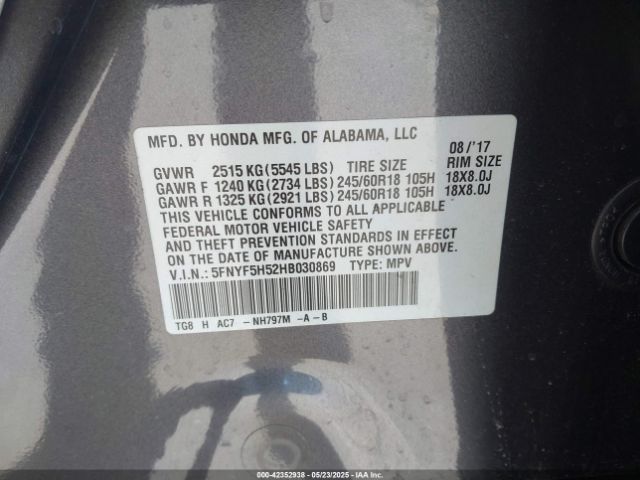 MFD. BY HONDA MFG. OF ALABAMA, LLC 08/'17
GVWR 2515 KG(5545 LBS) TIRE SIZE RIM SIZE
GAWR F 1240 KG(2734 LBS) 245/60R18 105H 18X8.0J
GAWR R 1325 KG(2921 LBS) 245/60R18 105H 18X8.0J
THIS VEHICLE CONFORMS TO ALL APPLICABLE
FEDERAL MOTOR VEHICLE SAFETY
AND THEFT PREVENTION STANDARDS IN EFFECT
ON THE DATE OF MANUFACTURE SHOWN ABOVE.
V.I.N.: 5FNYF5H52HB030869 TYPE: MPV
TG8 H AC7 -NH797M -A-B
000-42352938 - 05/23/2025 - IAA Inc.